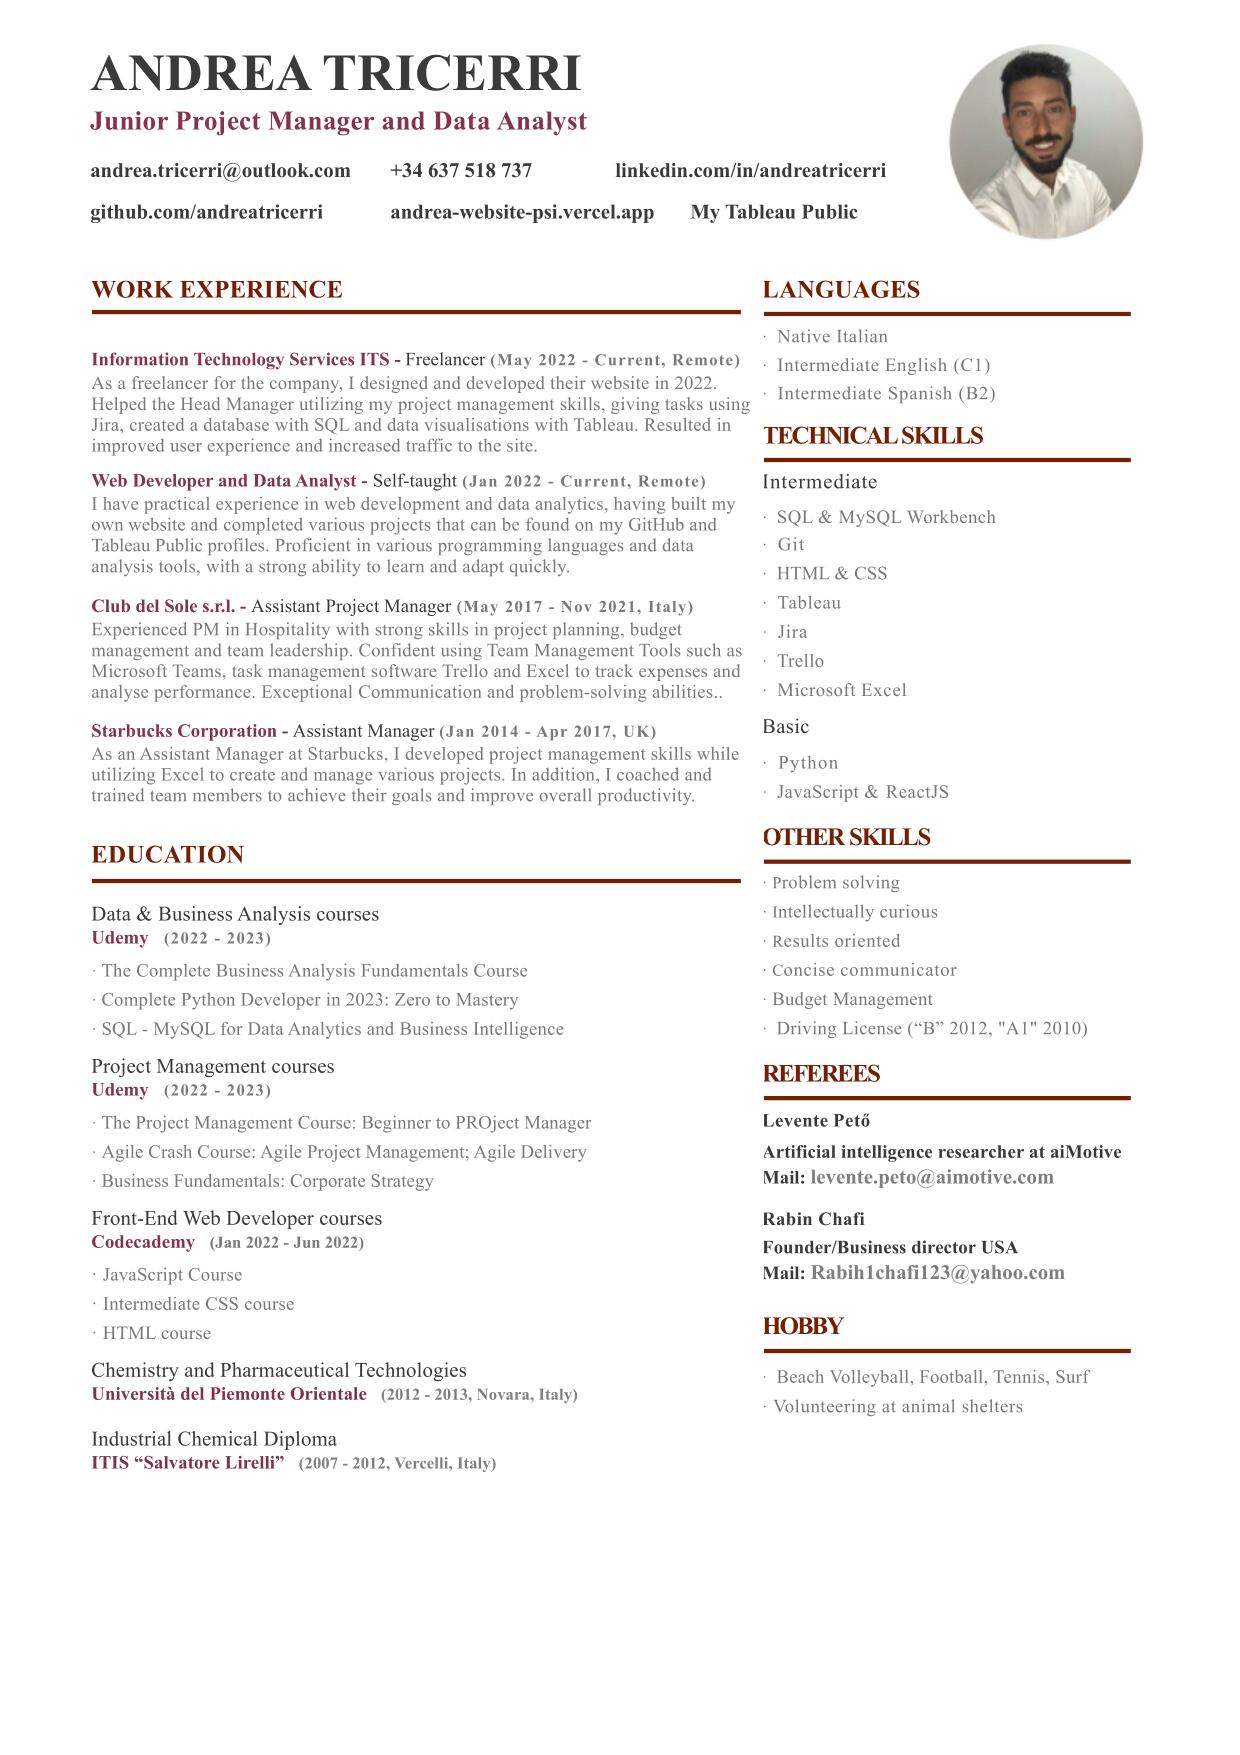 ANDREA TRICERRI
Junior Project Manager and Data Analyst
andrea.tricerri@outlook.com +34 637 518 737 linkedin.com/in/andreatricerri
github.com/andreatricerri andrea-website-psi.vercel.app My Tableau Public
WORK EXPERIENCE
Information Technology Services ITS - Freelancer (May 2022 - Current, Remote)
As a freelancer for the company, I designed and developed their website in 2022.
Helped the Head Manager utilizing my project management skills, giving tasks using
Jira, created a database with SQL and data visualisations with Tableau. Resulted in
improved user experience and increased traffic to the site.
Web Developer and Data Analyst - Self-taught (Jan 2022 - Current, Remote)
I have practical experience in web development and data analytics, having built my
own website and completed various projects that can be found on my GitHub and
Tableau Public profiles. Proficient in various programming languages and data
analysis tools, with a strong ability to learn and adapt quickly.
Club del Sole s.r.l. - Assistant Project Manager (May 2017 - Nov 2021, Italy)
Experienced PM in Hospitality with strong skills in project planning, budget
management and team leadership. Confident using Team Management Tools such as
Microsoft Teams, task management software Trello and Excel to track expenses and
analyse performance. Exceptional Communication and problem-solving abilities..
Starbucks Corporation - Assistant Manager (Jan 2014 - Apr 2017, UK)
As an Assistant Manager at Starbucks, I developed project management skills while
utilizing Excel to create and manage various projects. In addition, I coached and
trained team members to achieve their goals and improve overall productivity.
EDUCATION
Data & Business Analysis courses
Udemy (2022 - 2023)
· The Complete Business Analysis Fundamentals Course
· Complete Python Developer in 2023: Zero to Mastery
· SQL - MySQL for Data Analytics and Business Intelligence
Project Management courses
Udemy (2022 - 2023)
· The Project Management Course: Beginner to PROject Manager
· Agile Crash Course: Agile Project Management; Agile Delivery
· Business Fundamentals: Corporate Strategy
Front-End Web Developer courses
Codecademy (Jan 2022 - Jun 2022)
· JavaScript Course
· Intermediate CSS course
· HTML course
Chemistry and Pharmaceutical Technologies
Università del Piemonte Orientale (2012 - 2013, Novara, Italy)
Industrial Chemical Diploma
ITIS “Salvatore Lirelli” (2007 - 2012, Vercelli, Italy)
LANGUAGES
· Native Italian
· Intermediate English (C1)
· Intermediate Spanish (B2)
TECHNICAL SKILLS
Intermediate
· SQL & MySQL Workbench
· Git
· HTML & CSS
· Tableau
· Jira
· Trello
· Microsoft Excel
Basic
· Python
· JavaScript & ReactJS
OTHER SKILLS
· Problem solving
· Intellectually curious
· Results oriented
· Concise communicator
· Budget Management
· Driving License (“B” 2012, "A1" 2010)
REFEREES
Levente Pető
Artificial intelligence researcher at aiMotive
Mail: levente.peto@aimotive.com
Rabin Chafi
Founder/Business director USA
Mail: Rabih1chafi123@yahoo.com
HOBBY
· Beach Volleyball, Football, Tennis, Surf
· Volunteering at animal shelters